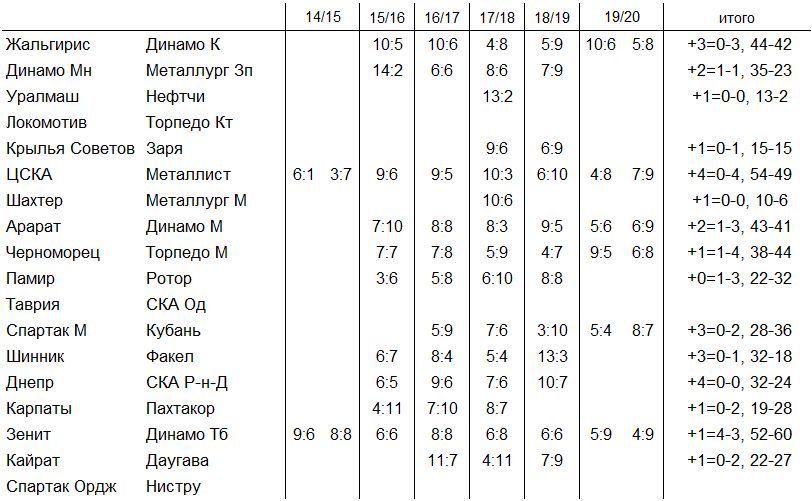 14/15 15/16 16/17 17/18 18/19 19/20 итого
Жальгирис Динамо К 10:5 10:6 4:8 5:9 10:6 5:8 +3=0-3, 44-42
Динамо Мн Металлург Зп 14:2 6:6 8:6 7:9 +2=1-1, 35-23
Уралмаш Нефтчи 13:2 +1=0-0, 13-2
Локомотив Торпедо Кт
Крылья Советов Заря 9:6 6:9 +1=0-1, 15-15
ЦСКА Металлист 6:1 3:7 9:6 9:5 10:3 6:10 4:8 7:9 +4=0-4, 54-49
Шахтер Металлург М 10:6 +1=0-0, 10-6
Арарат Динамо М 7:10 8:8 8:3 9:5 5:6 6:9 +2=1-3, 43-41
Черноморец Торпедо М 7:7 7:8 5:9 4:7 9:5 6:8 +1=1-4, 38-44
Памир Ротор 3:6 5:8 6:10 8:8 +0=1-3, 22-32
Таврия СКА Од
Спартак М Кубань 5:9 7:6 3:10 5:4 8:7 +3=0-2, 28-36
Шинник Факел 6:7 8:4 5:4 13:3 +3=0-1, 32-18
Днепр СКА Р-н-Д 6:5 9:6 7:6 10:7 +4=0-0, 32-24
Карпаты Пахтакор 4:11 7:10 8:7 +1=0-2, 19-28
Зенит Динамо Тб 9:6 8:8 6:6 8:8 6:8 6:6 5:9 4:9 +1=4-3, 52-60
Кайрат Даугава 11:7 4:11 7:9 +1=0-2, 22-27
Спартак Ордж Нистру